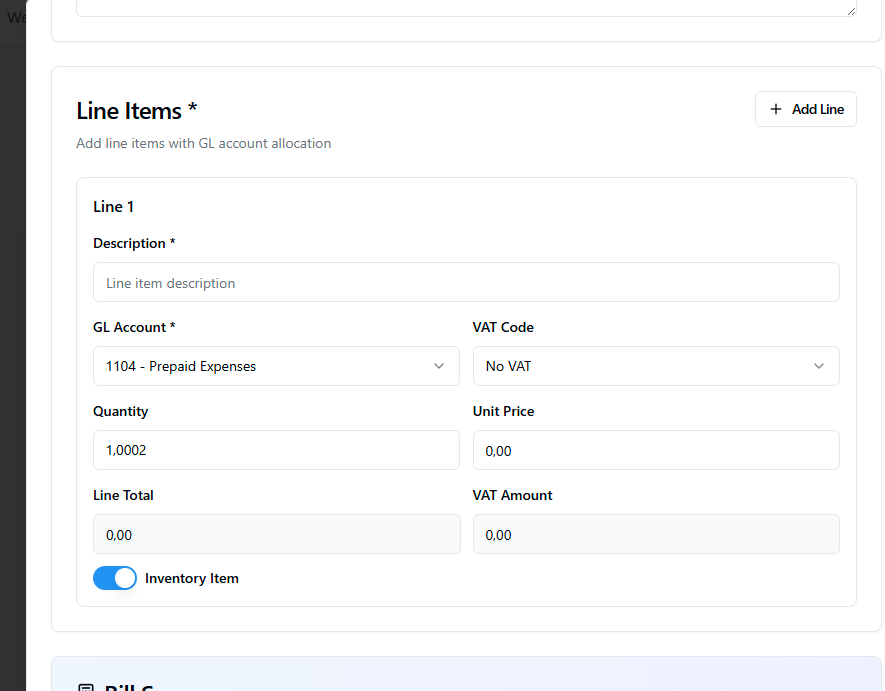 We
Line Items *
+ Add Line
Add line items with GL account allocation
Line 1
Description *
Line item description
GL Account *
VAT Code
1104 - Prepaid Expenses
No VAT
Quantity
Unit Price
1,0002
0,00
Line Total
VAT Amount
0,00
0,00
Inventory Item